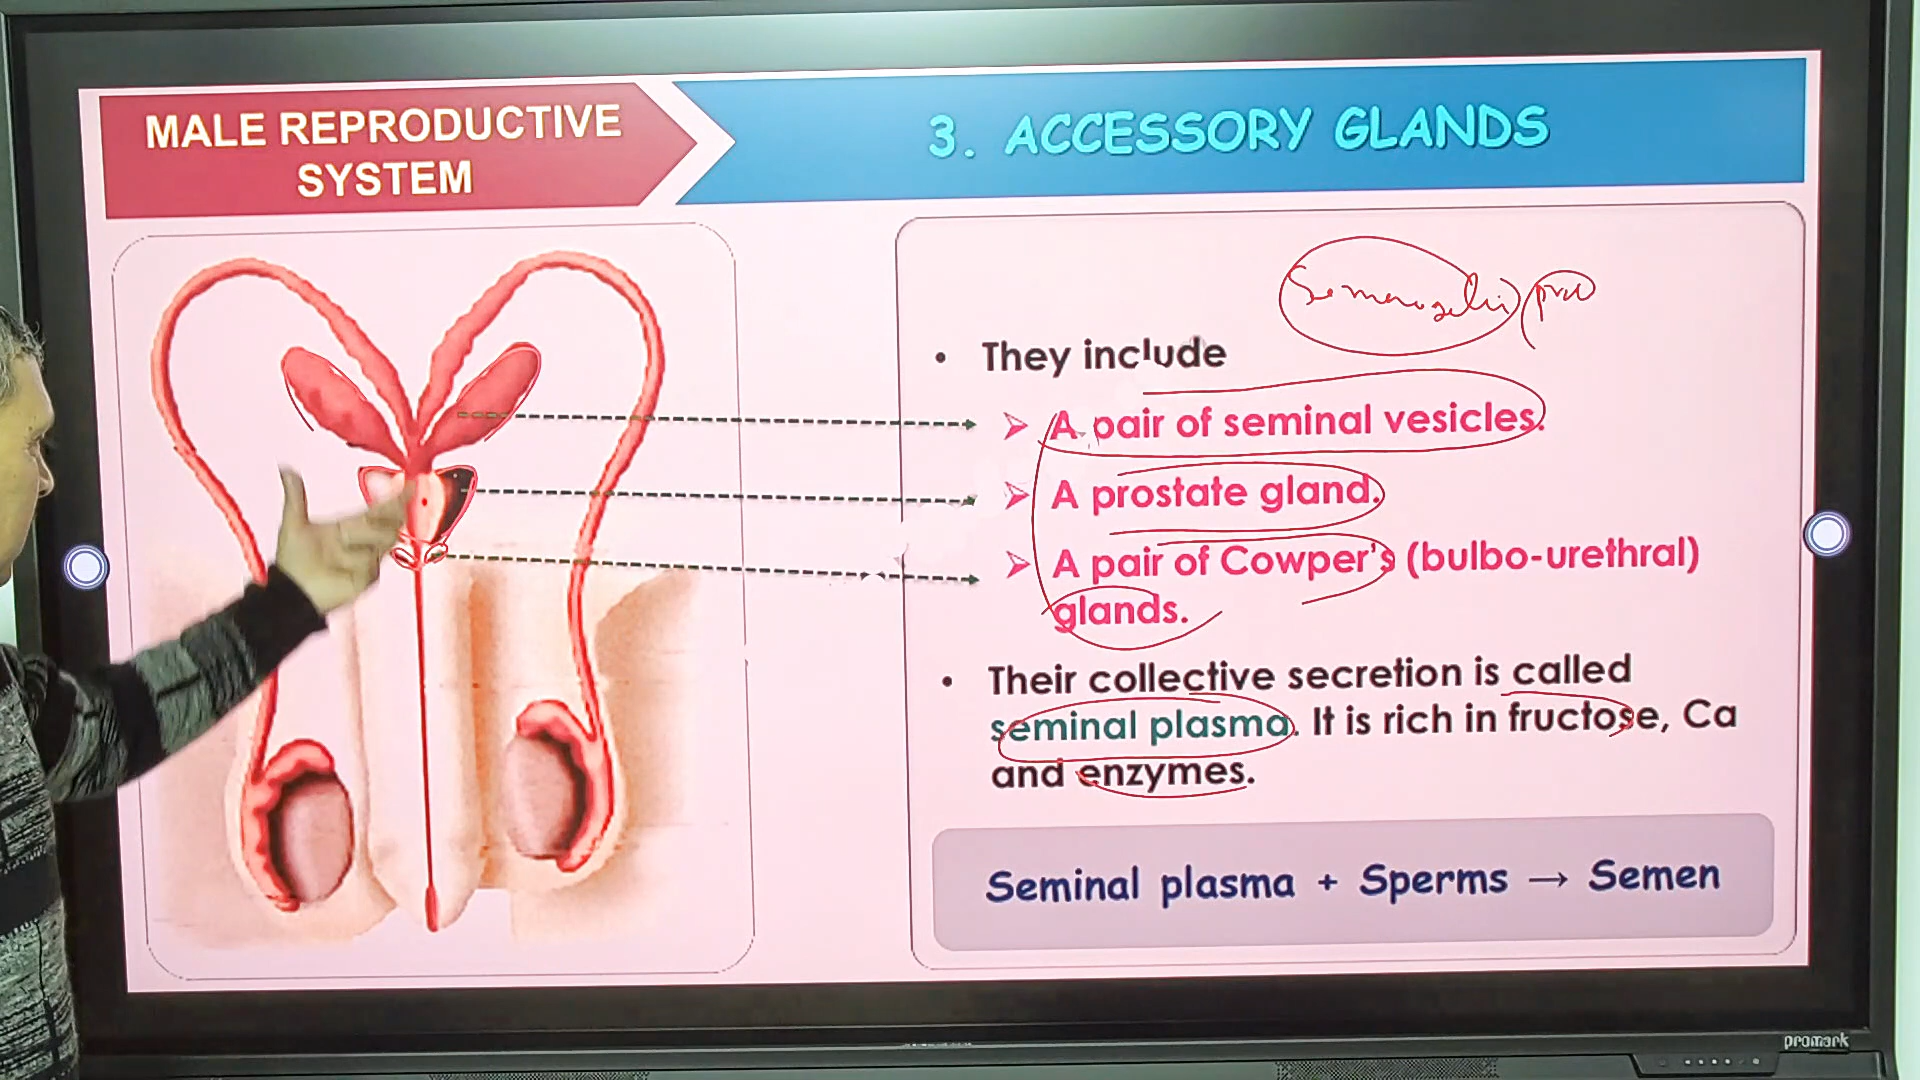 MALE REPRODUCTIVE
SYSTEM
3. ACCESSORY GLANDS
• They include
➢ A pair of seminal vesicles.
➢ A prostate gland.
➢ A pair of Cowper's (bulbo-urethral)
glands.
• Their collective secretion is called
seminal plasma. It is rich in fructose, Ca
and enzymes.
Seminal plasma + Sperms → Semen
promark